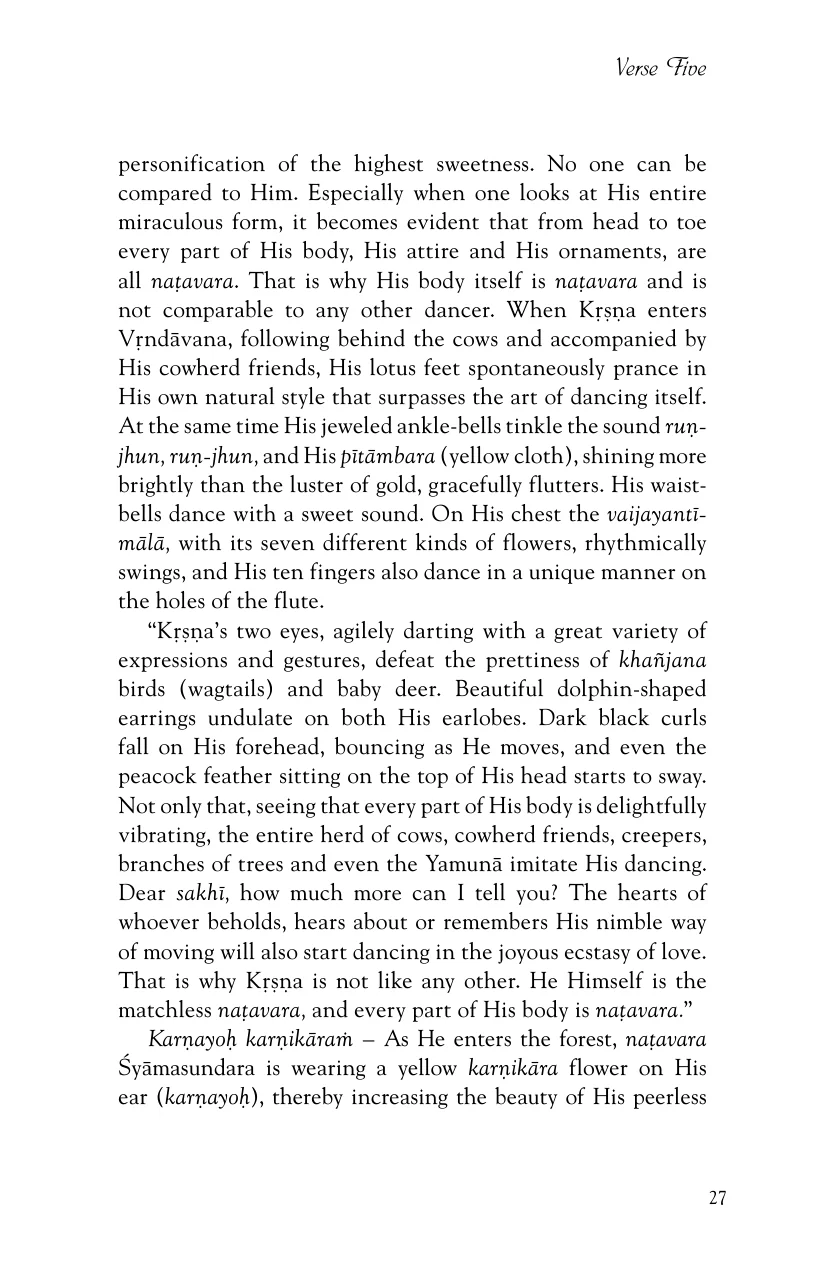 Verse Five
personification of the highest sweetness. No one can be
compared to Him. Especially when one looks at His entire
miraculous form, it becomes evident that from head to toe
every part of His body, His attire and His ornaments, are
all naṭavara. That is why His body itself is naṭavara and is
not comparable to any other dancer. When Kṛṣṇa enters
Vṛndāvana, following behind the cows and accompanied by
His cowherd friends, His lotus feet spontaneously prance in
His own natural style that surpasses the art of dancing itself.
At the same time His jeweled ankle-bells tinkle the sound ruṇ-
jhun, ruṇ-jhun, and His pītāmbara (yellow cloth), shining more
brightly than the luster of gold, gracefully flutters. His waist-
bells dance with a sweet sound. On His chest the vaijayantī-
mālā, with its seven different kinds of flowers, rhythmically
swings, and His ten fingers also dance in a unique manner on
the holes of the flute.
“Kṛṣṇa’s two eyes, agilely darting with a great variety of
expressions and gestures, defeat the prettiness of khañjana
birds (wagtails) and baby deer. Beautiful dolphin-shaped
earrings undulate on both His earlobes. Dark black curls
fall on His forehead, bouncing as He moves, and even the
peacock feather sitting on the top of His head starts to sway.
Not only that, seeing that every part of His body is delightfully
vibrating, the entire herd of cows, cowherd friends, creepers,
branches of trees and even the Yamunā imitate His dancing.
Dear sakhī, how much more can I tell you? The hearts of
whoever beholds, hears about or remembers His nimble way
of moving will also start dancing in the joyous ecstasy of love.
That is why Kṛṣṇa is not like any other. He Himself is the
matchless naṭavara, and every part of His body is naṭavara.”
Karṇayoḥ karṇikāraṁ – As He enters the forest, naṭavara
Śyāmasundara is wearing a yellow karṇikāra flower on His
ear (karṇayoḥ), thereby increasing the beauty of His peerless
27